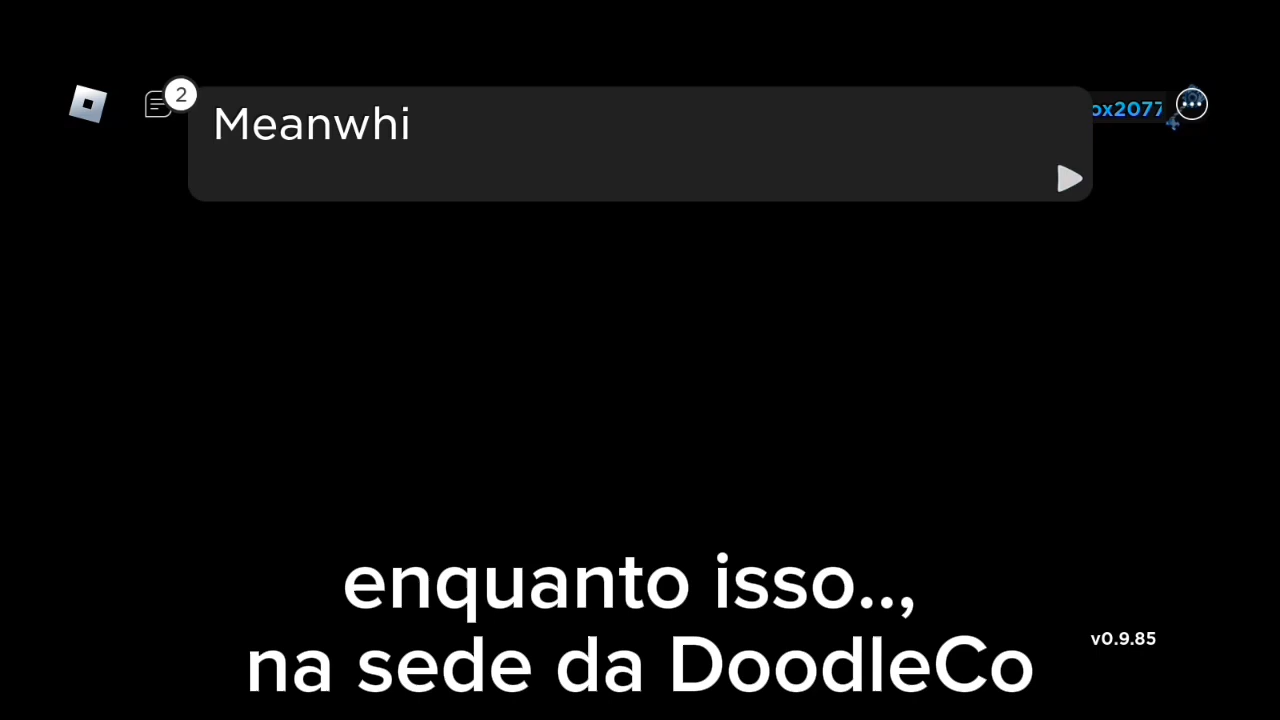 2
Meanwhi
ox2077
enquanto isso..,
na sede da DoodleCo
v0.9.85